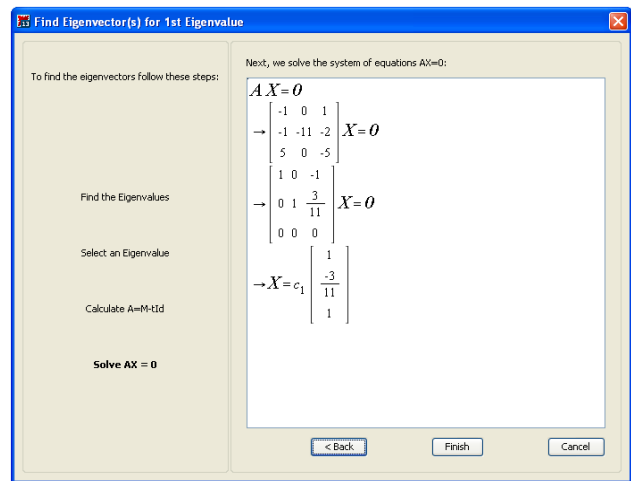 Find Eigenvector(s) for 1st Eigenvalue
To find the eigenvectors follow these steps:
Find the Eigenvalues
Select an Eigenvalue
Calculate A=M-tId
Solve AX = 0
Next, we solve the system of equations AX=0:
A X = 0
→ [ -1 0 1
-1 -11 -2
5 0 -5 ] X = 0
→ [ 1 0 -1
0 1 3/11
0 0 0 ] X = 0
→ X = c₁ [ 1
-3/11
1 ]
< Back
Finish
Cancel